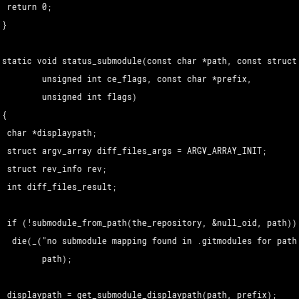 return 0;
}
static void status_submodule(const char *path, const struct
unsigned int ce_flags, const char *prefix,
unsigned int flags)
{
char *displaypath;
struct argv_array diff_files_args = ARGV_ARRAY_INIT;
struct rev_info rev;
int diff_files_result;
if (!submodule_from_path(the_repository, &null_oid, path))
die(_("no submodule mapping found in .gitmodules for path
path);
displaypath = get_submodule_displaypath(path, prefix);